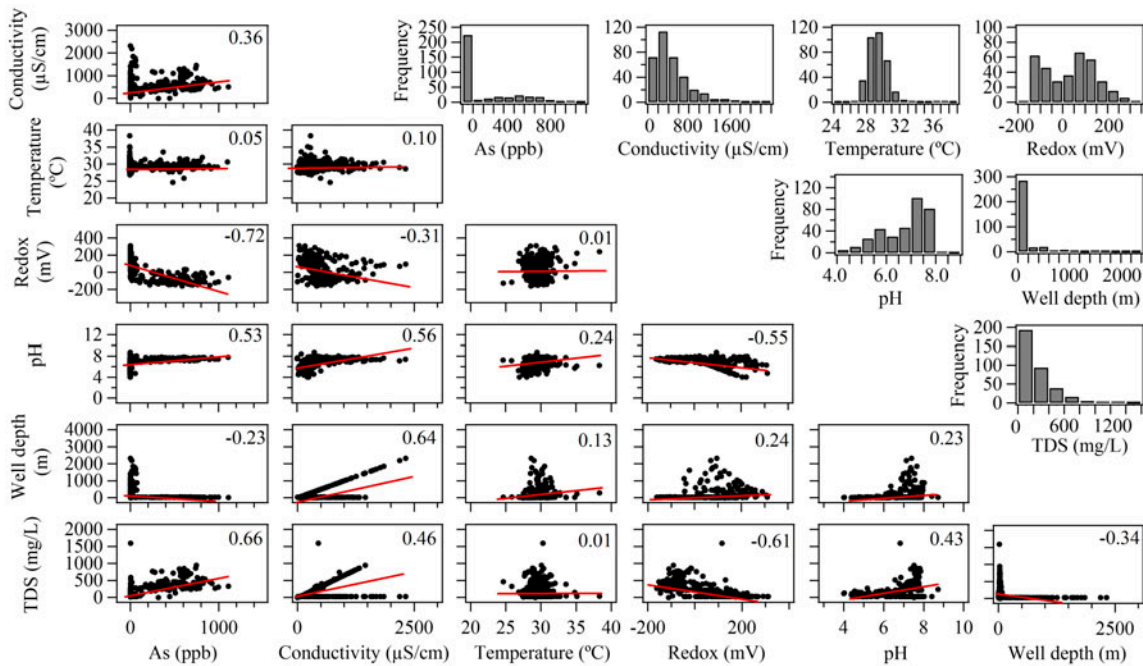 Conductivity
(µS/cm)
3000
2000
1000
0
0.36
Frequency
250
200
150
100
50
0
0 400 800
As (ppb)
120
80
40
0
0 800 1600
Conductivity (µS/cm)
120
80
40
0
24 28 32 36
Temperature (ºC)
100
80
60
40
20
0
-200 0 200
Redox (mV)
Temperature
(ºC)
40
35
30
25
20
0.05
0.10
Redox
(mV)
400
200
0
-200
-0.72
-0.31
0.01
Frequency
160
120
80
40
0
4.0 6.0 8.0
pH
300
200
100
0
0 1000 2000
Well depth (m)
pH
12
8
4
0
0.53
0.56
0.24
-0.55
Frequency
200
150
100
50
0
0 600 1200
TDS (mg/L)
Well depth
(m)
4000
3000
2000
1000
0
-0.23
0.64
0.13
0.24
0.23
TDS (mg/L)
2000
1500
1000
500
0
0.66
0.46
0.01
-0.61
0.43
-0.34
0 1000
As (ppb)
0 2500
Conductivity (µS/cm)
20 25 30 35 40
Temperature (ºC)
-200 0 200
Redox (mV)
4 6 8 10
pH
0 2500
Well depth (m)